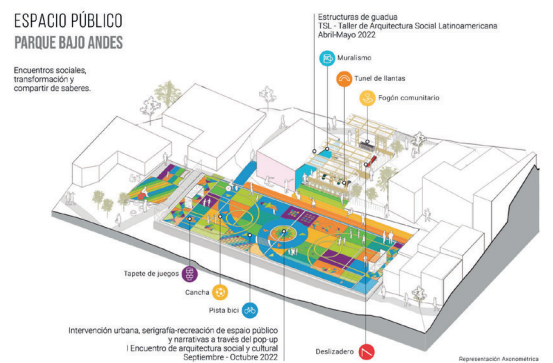 ESPACIO PÚBLICO
PARQUE BAJO ANDES
Encuentros sociales,
transformación y
compartir de saberes.
Estructuras de guadua
TSL - Taller de Arquitectura Social Latinoamericana
Abril-Mayo 2022
Muralismo
Tunel de llantas
Fogón comunitario
Tapete de juegos
Cancha
Pista bici
Intervención urbana, serigrafía-recreación de espaio público
y narrativas a través del pop-up
I Encuentro de arquitectura social y cultural
Septiembre - Octubre 2022
Deslizadero
Representación Axonométrica